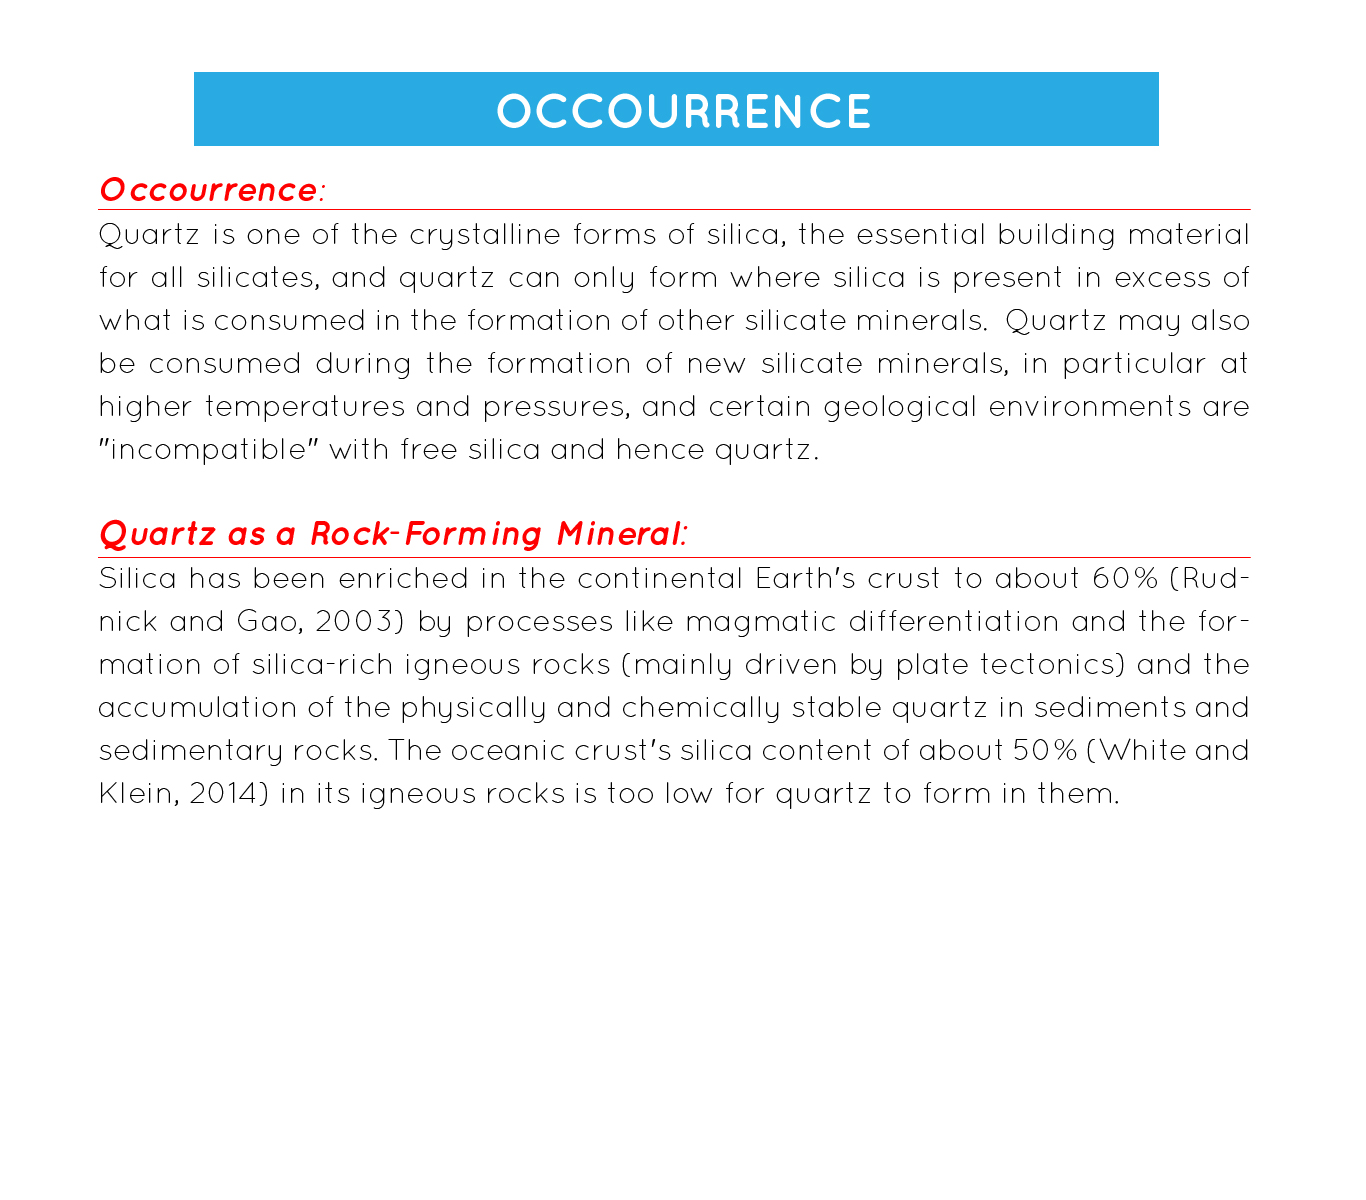 OCCOURRENCE
Occourrence:
Quartz is one of the crystalline forms of silica, the essential building material
for all silicates, and quartz can only form where silica is present in excess of
what is consumed in the formation of other silicate minerals.  Quartz may also
be consumed during the formation of new silicate minerals, in particular at
higher temperatures and pressures, and certain geological environments are
"incompatible" with free silica and hence quartz.
Quartz as a Rock-Forming Mineral:
Silica has been enriched in the continental Earth's crust to about 60% (Rud-
nick and Gao, 2003) by processes like magmatic differentiation and the for-
mation of silica-rich igneous rocks (mainly driven by plate tectonics) and the
accumulation of the physically and chemically stable quartz in sediments and
sedimentary rocks. The oceanic crust's silica content of about 50% (White and
Klein, 2014) in its igneous rocks is too low for quartz to form in them.